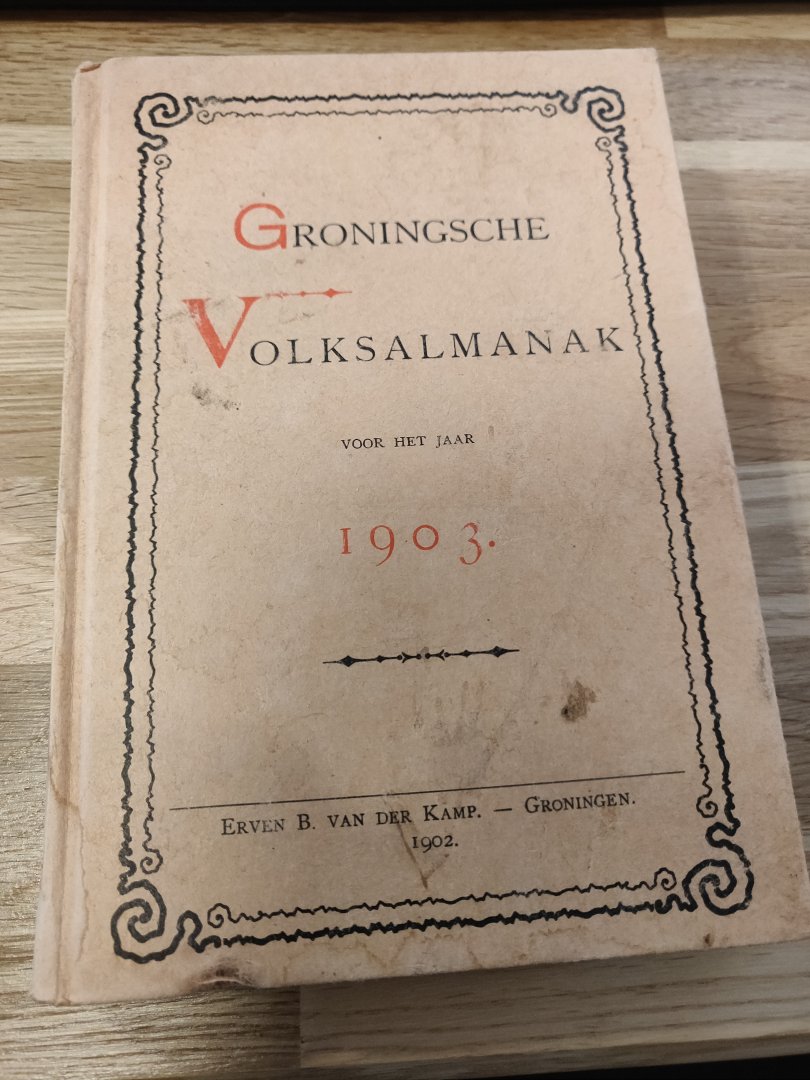 GRONINGSCHE
VOLKSALMANAK
VOOR HET JAAR
1903.
ERVEN B. VAN DER KAMP. — GRONINGEN.
1902.